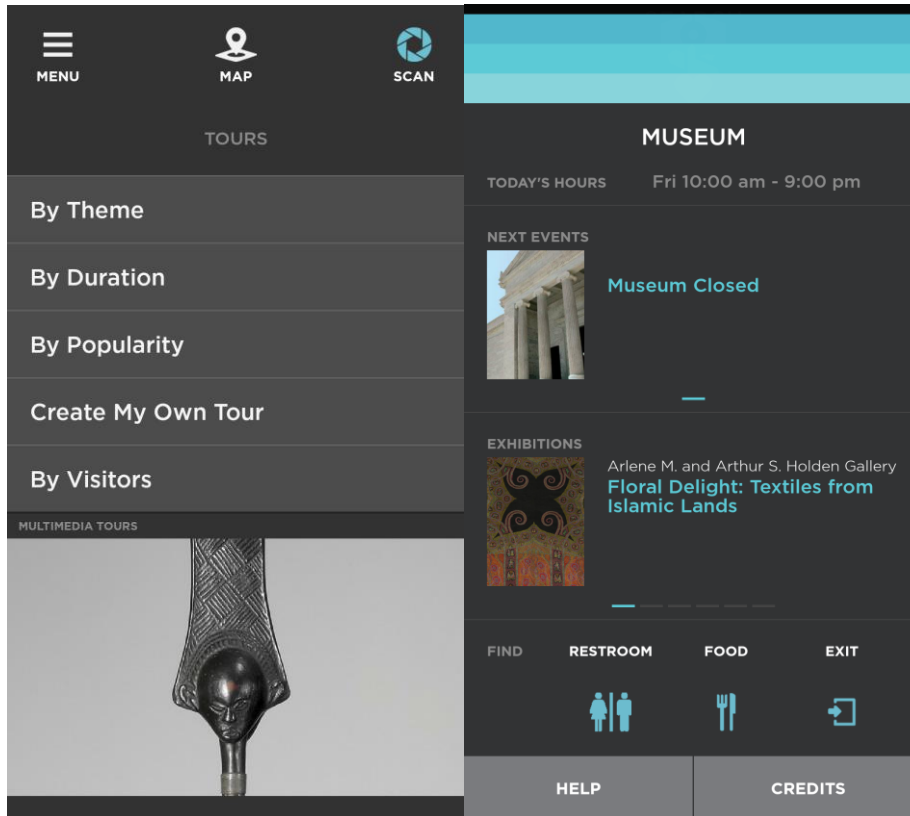 MENU
MAP
SCAN
TOURS
By Theme
By Duration
By Popularity
Create My Own Tour
By Visitors
MULTIMEDIA TOURS
MUSEUM
TODAY'S HOURS Fri 10:00 am - 9:00 pm
NEXT EVENTS
Museum Closed
EXHIBITIONS
Arlene M. and Arthur S. Holden Gallery
Floral Delight: Textiles from
Islamic Lands
FIND RESTROOM FOOD EXIT
HELP CREDITS